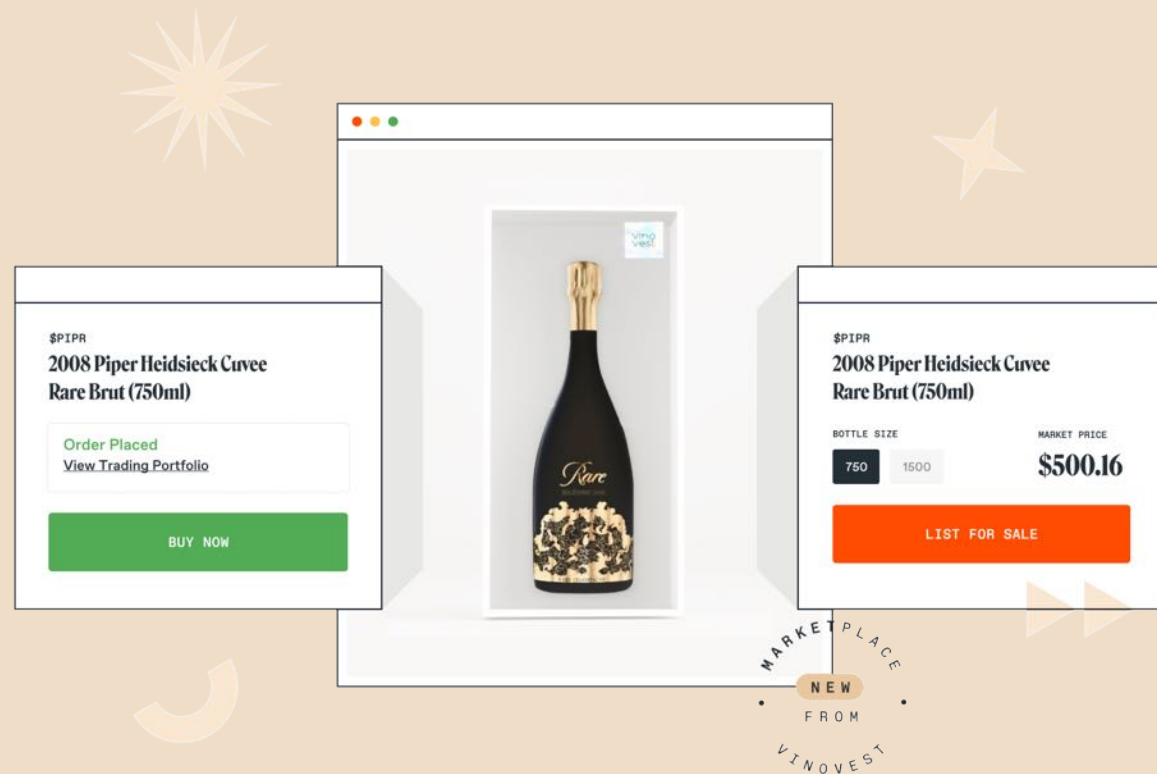 $PIPR
2008 Piper Heidsieck Cuvee
Rare Brut (750ml)
Order Placed
View Trading Portfolio
BUY NOW
vino
vest
Rare
$PIPR
2008 Piper Heidsieck Cuvee
Rare Brut (750ml)
BOTTLE SIZE
MARKET PRICE
750
1500
$500.16
LIST FOR SALE
MARKETPLACE
NEW
FROM
VINOVEST